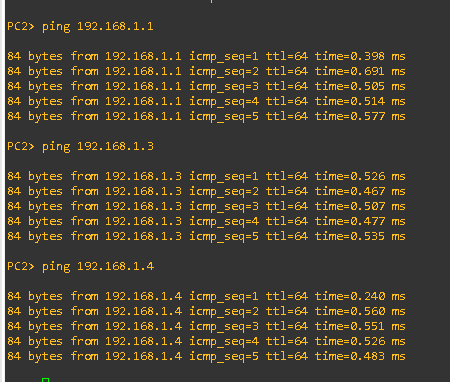 PC2> ping 192.168.1.1
84 bytes from 192.168.1.1 icmp_seq=1 ttl=64 time=0.398 ms
84 bytes from 192.168.1.1 icmp_seq=2 ttl=64 time=0.691 ms
84 bytes from 192.168.1.1 icmp_seq=3 ttl=64 time=0.505 ms
84 bytes from 192.168.1.1 icmp_seq=4 ttl=64 time=0.514 ms
84 bytes from 192.168.1.1 icmp_seq=5 ttl=64 time=0.577 ms
PC2> ping 192.168.1.3
84 bytes from 192.168.1.3 icmp_seq=1 ttl=64 time=0.526 ms
84 bytes from 192.168.1.3 icmp_seq=2 ttl=64 time=0.467 ms
84 bytes from 192.168.1.3 icmp_seq=3 ttl=64 time=0.507 ms
84 bytes from 192.168.1.3 icmp_seq=4 ttl=64 time=0.477 ms
84 bytes from 192.168.1.3 icmp_seq=5 ttl=64 time=0.535 ms
PC2> ping 192.168.1.4
84 bytes from 192.168.1.4 icmp_seq=1 ttl=64 time=0.240 ms
84 bytes from 192.168.1.4 icmp_seq=2 ttl=64 time=0.560 ms
84 bytes from 192.168.1.4 icmp_seq=3 ttl=64 time=0.551 ms
84 bytes from 192.168.1.4 icmp_seq=4 ttl=64 time=0.526 ms
84 bytes from 192.168.1.4 icmp_seq=5 ttl=64 time=0.483 ms